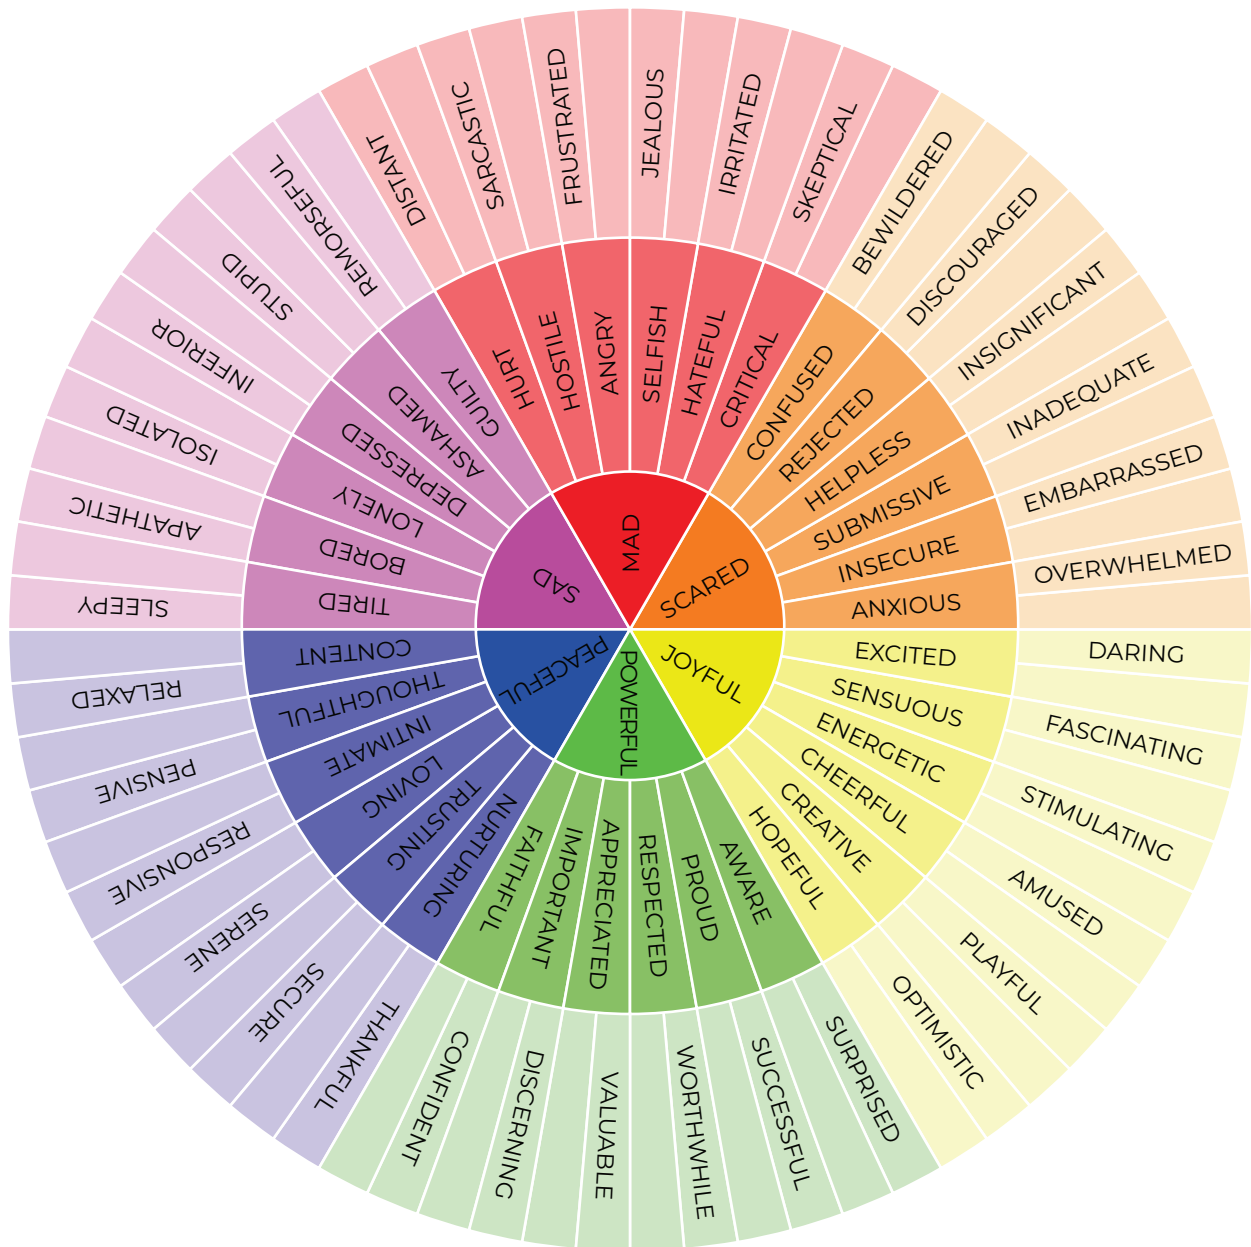 MAD
SCARED
JOYFUL
POWERFUL
PEACEFUL
SAD
HURT
HOSTILE
ANGRY
SELFISH
HATEFUL
CRITICAL
CONFUSED
REJECTED
HELPLESS
SUBMISSIVE
INSECURE
ANXIOUS
EXCITED
SENSUOUS
ENERGETIC
CHEERFUL
CREATIVE
HOPEFUL
AWARE
PROUD
RESPECTED
APPRECIATED
IMPORTANT
FAITHFUL
NURTURING
TRUSTING
LOVING
INTIMATE
THOUGHTFUL
CONTENT
TIRED
BORED
LONELY
DEPRESSED
ASHAMED
GUILTY
DISTANT
SARCASTIC
FRUSTRATED
JEALOUS
IRRITATED
SKEPTICAL
BEWILDERED
DISCOURAGED
INSIGNIFICANT
INADEQUATE
EMBARRASSED
OVERWHELMED
DARING
FASCINATING
STIMULATING
AMUSED
PLAYFUL
OPTIMISTIC
SURPRISED
SUCCESSFUL
WORTHWHILE
VALUABLE
DISCERNING
CONFIDENT
THANKFUL
SECURE
SERENE
RESPONSIVE
PENSIVE
RELAXED
SLEEPY
APATHETIC
ISOLATED
INFERIOR
STUPID
REMORSEFUL